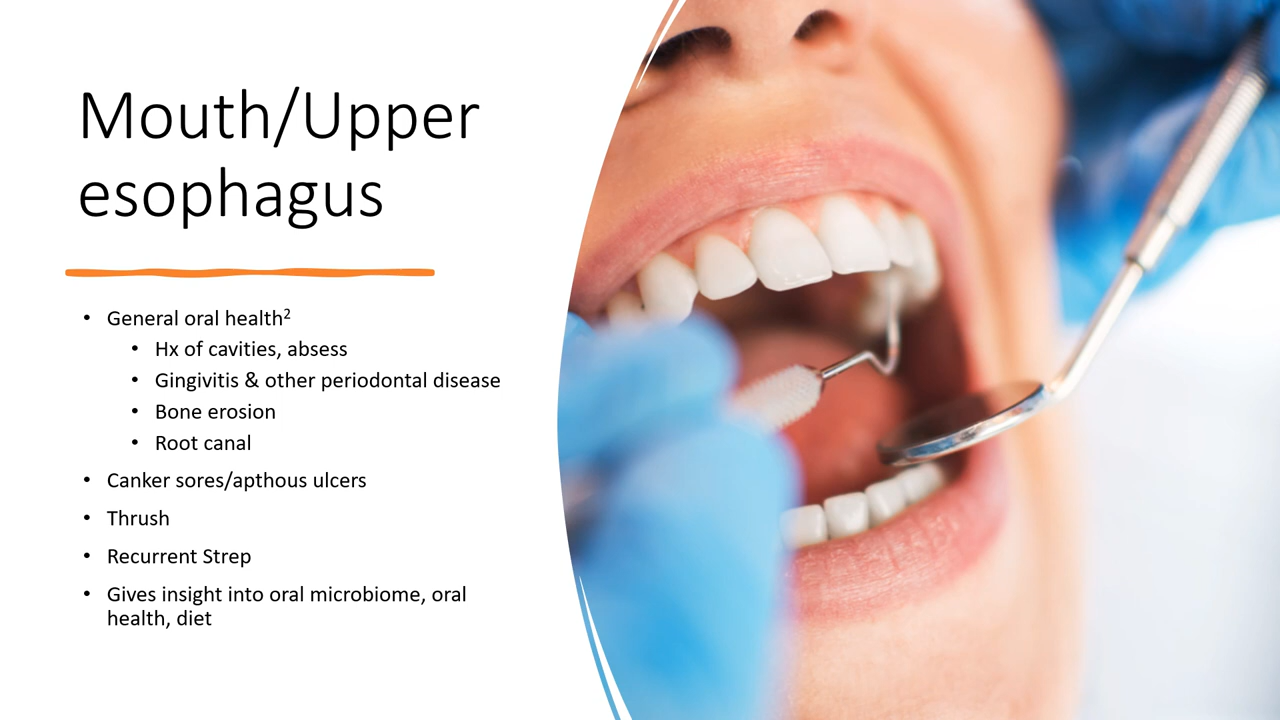 Mouth/Upper
esophagus
• General oral health²
• Hx of cavities, absess
• Gingivitis & other periodontal disease
• Bone erosion
• Root canal
• Canker sores/apthous ulcers
• Thrush
• Recurrent Strep
• Gives insight into oral microbiome, oral
health, diet